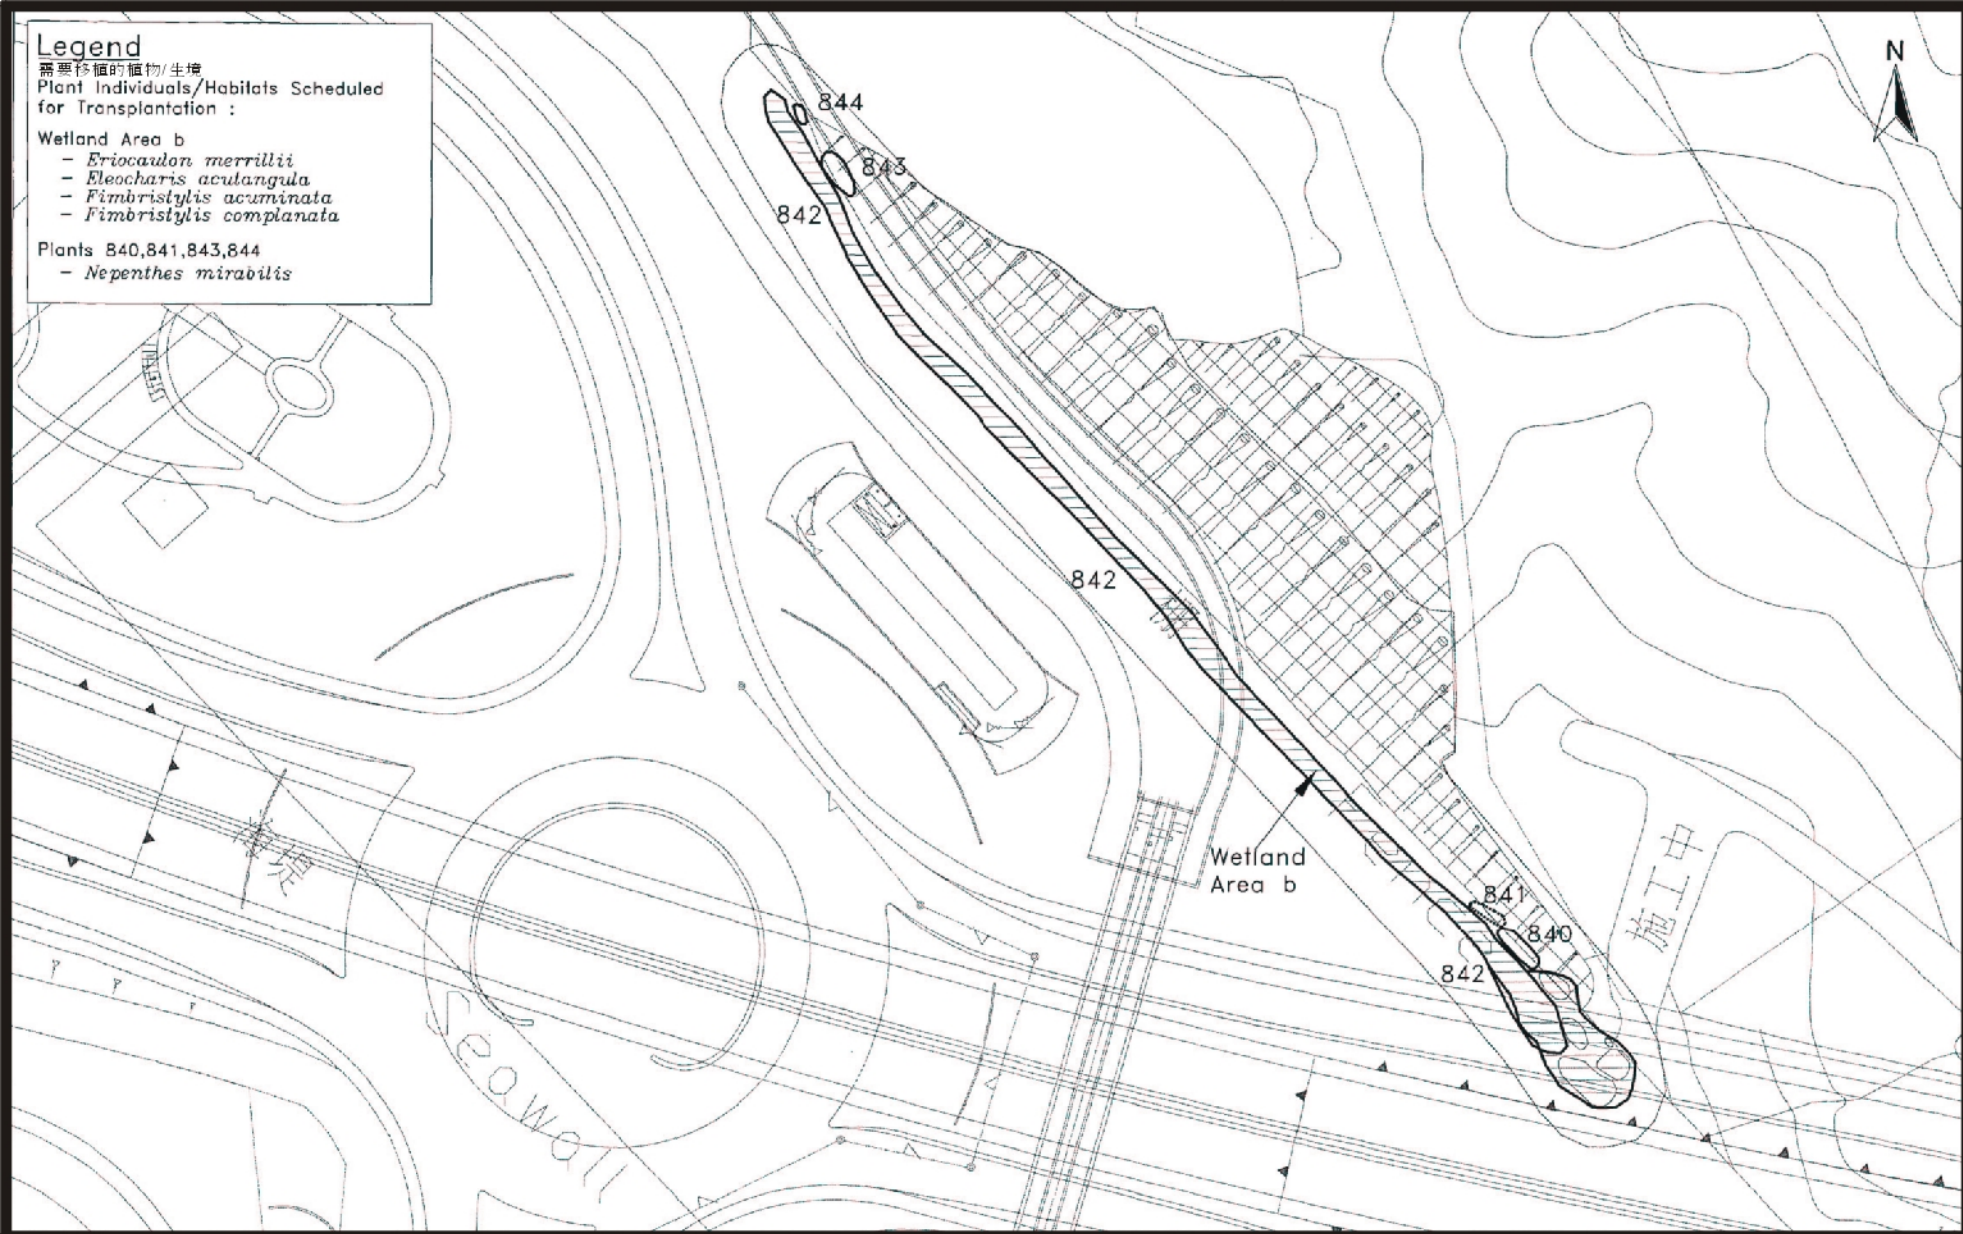 Legend
需要移植的植物/生境
Plant Individuals/Habitats Scheduled
for Transplantation :
Wetland Area b
- Eriocaulon merrillii
- Eleocharis acutangula
- Fimbristylis acuminata
- Fimbristylis complanata
Plants 840,841,843,844
- Nepenthes mirabilis
N
844
843
842
842
Wetland
Area b
841
840
842
施工中
Seawall